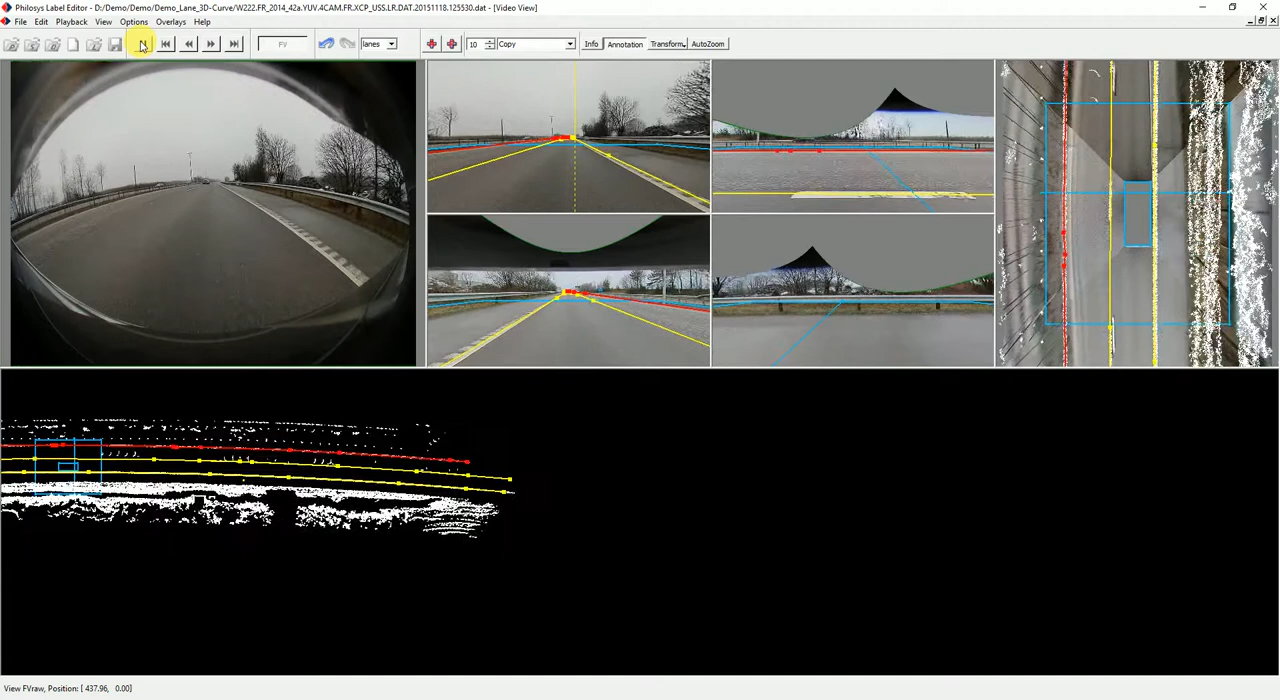 Philosys Label Editor - D:/Demo/Demo/Demo_Lane_3D-Curve/W222.FR_2014_42a.YUV.4CAM.FR.XCP_USS.LR.DAT.20151118.125530.dat - [Video View]
File Edit Playback View Options Overlays Help
FV lanes 10 Copy Info Annotation Transform AutoZoom
View FVraw, Position: [ 437.96, 0.00]